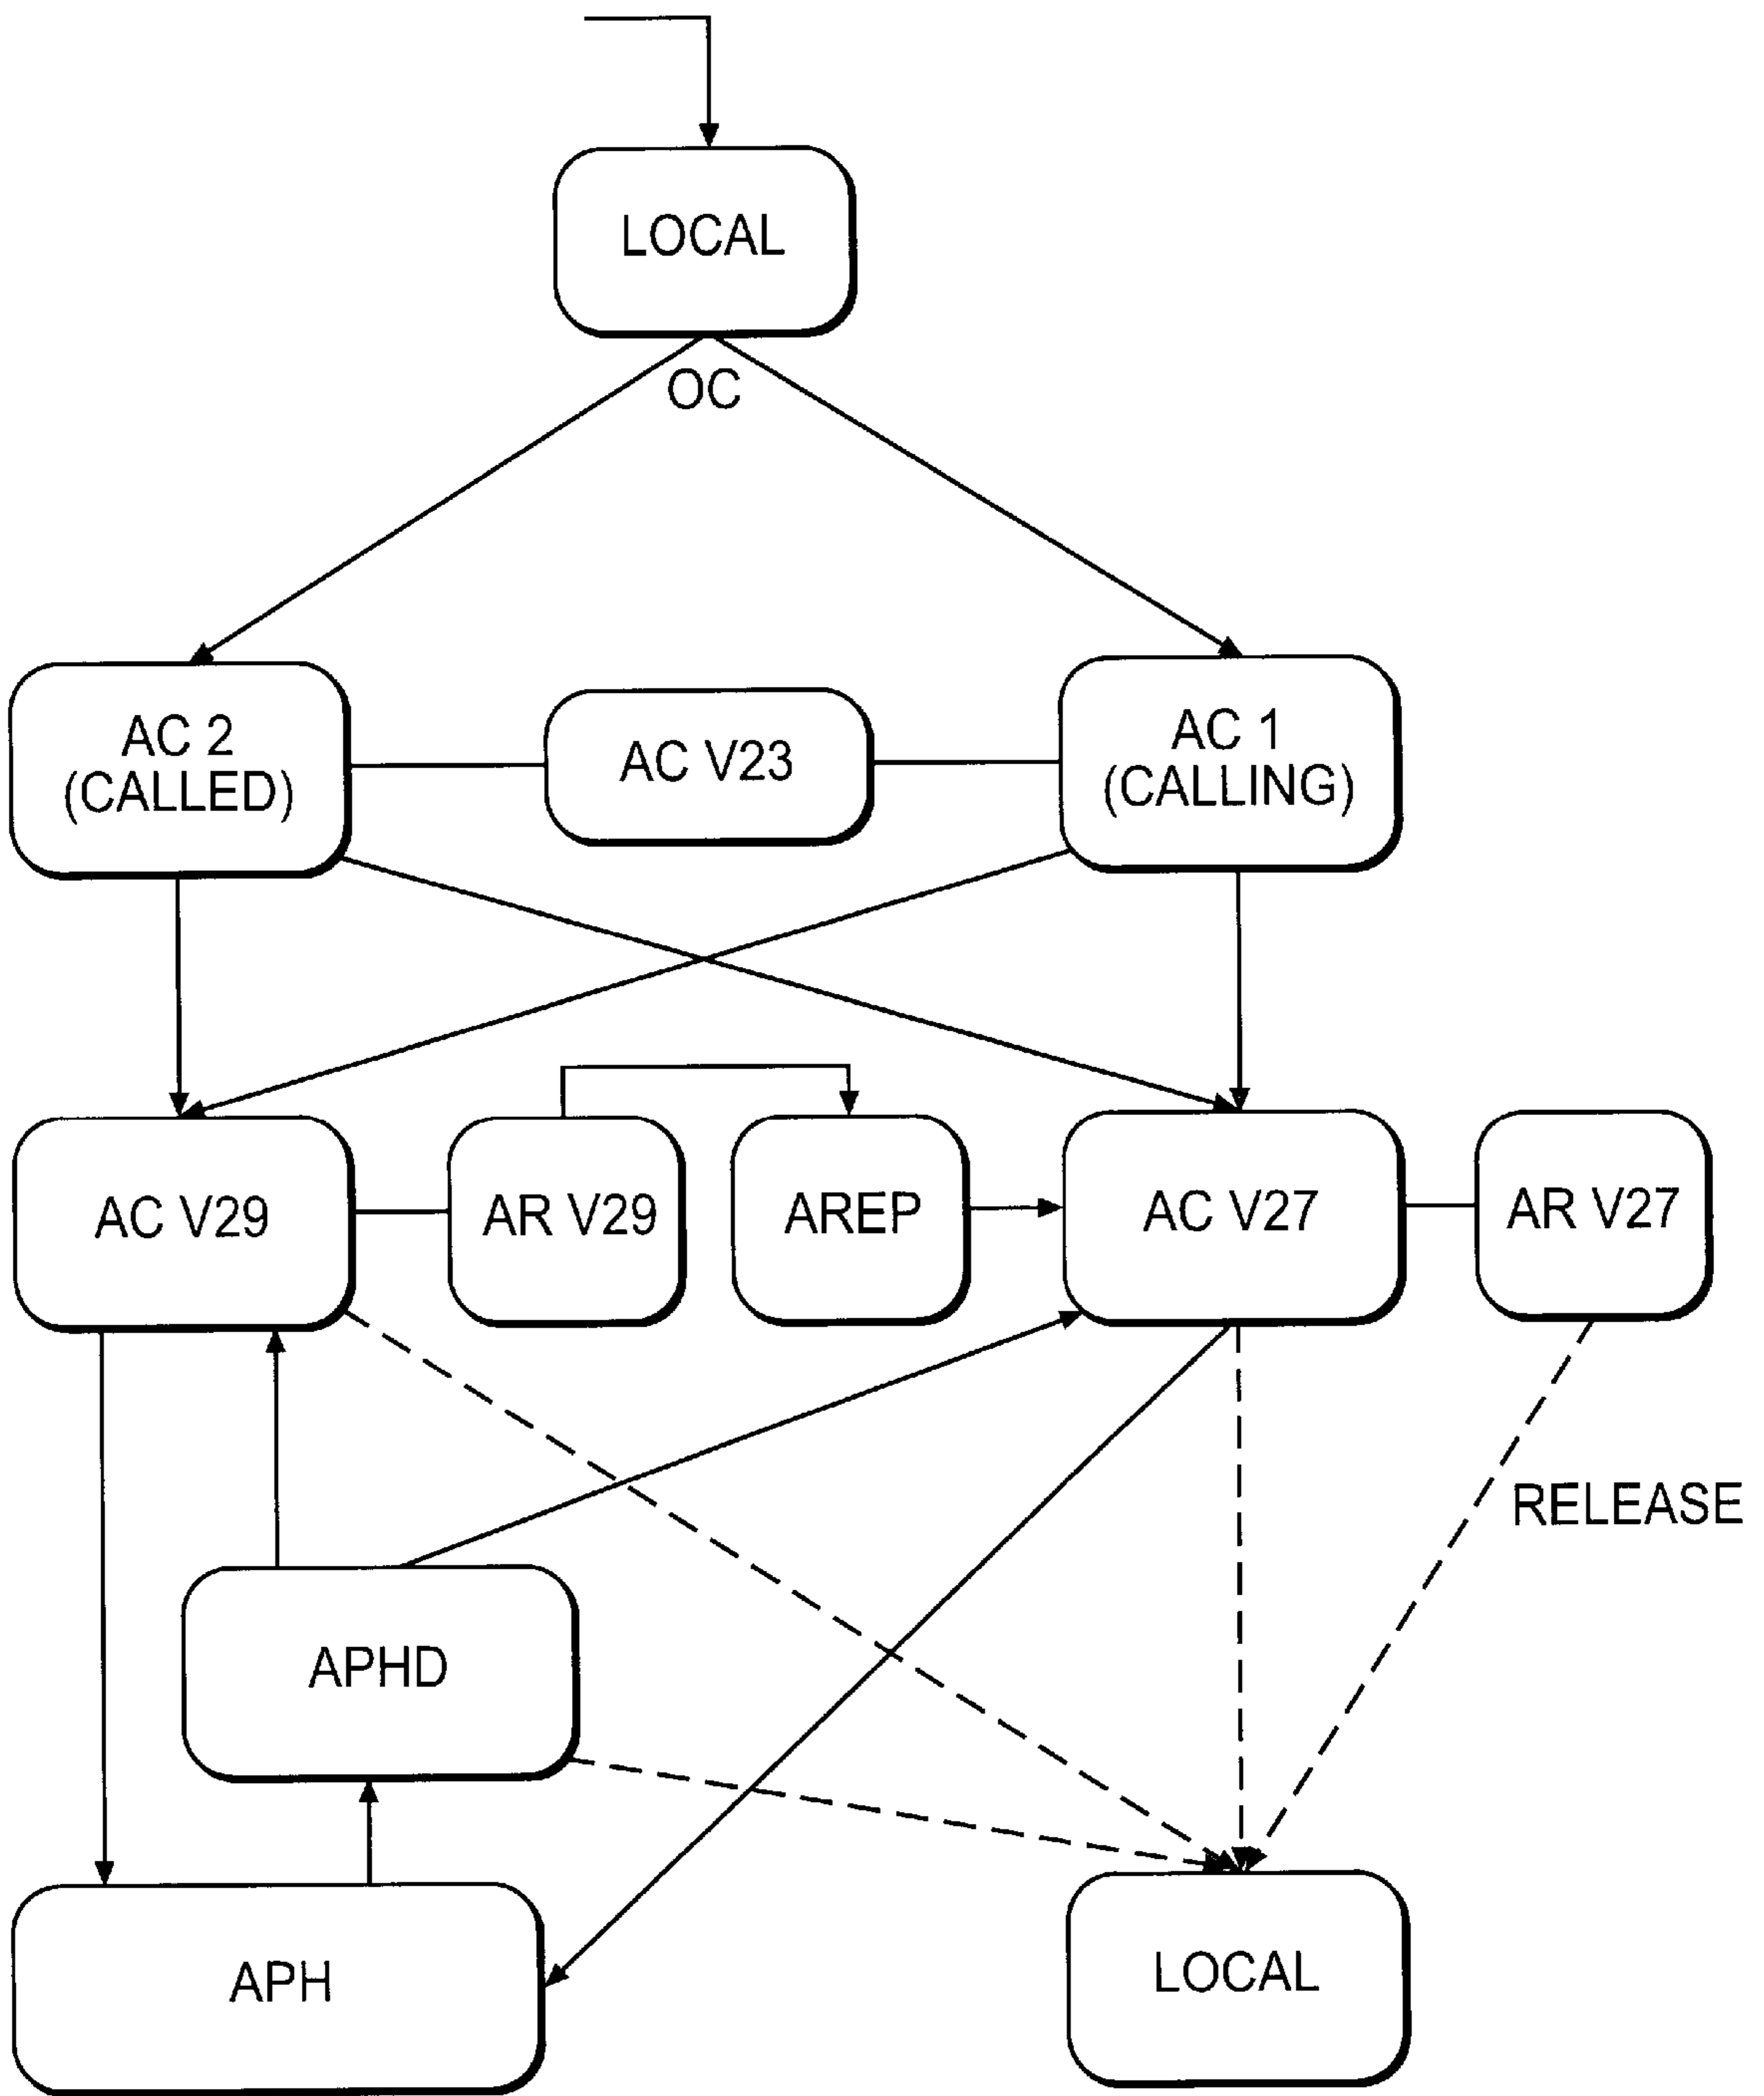 LOCAL
OC
AC 2
(CALLED)
AC V23
AC 1
(CALLING)
AC V29
AR V29
AREP
AC V27
AR V27
RELEASE
APHD
APH
LOCAL